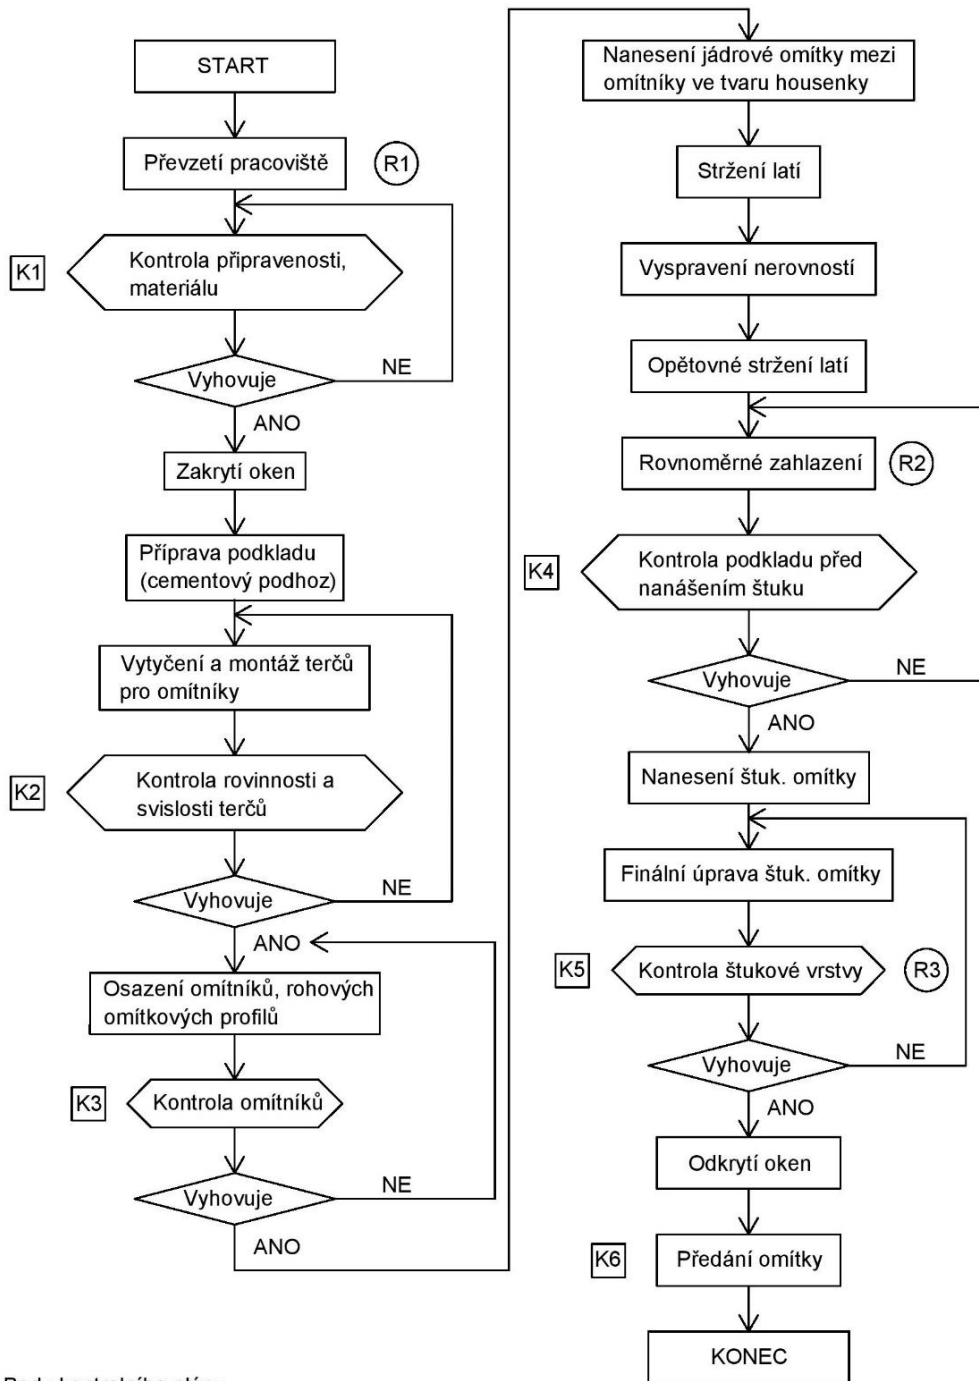 START
Převzetí pracoviště
R1
K1
Kontrola připravenosti,
materiálu
Vyhovuje
NE
ANO
Zakrytí oken
Příprava podkladu
(cementový podhoz)
Vytyčení a montáž terčů
pro omítníky
K2
Kontrola rovinnosti a
svislosti terčů
Vyhovuje
NE
ANO
Osazení omítníků, rohových
omítkových profilů
K3
Kontrola omítníků
Vyhovuje
NE
ANO
Nanesení jádrové omítky mezi
omítníky ve tvaru housenky
Stržení latí
Vyspravení nerovností
Opětovné stržení latí
Rovnoměrné zahlazení
R2
K4
Kontrola podkladu před
nanášením štuku
Vyhovuje
NE
ANO
Nanesení štuk. omítky
Finální úprava štuk. omítky
K5
Kontrola štukové vrstvy
R3
Vyhovuje
NE
ANO
Odkrytí oken
K6
Předání omítky
KONEC